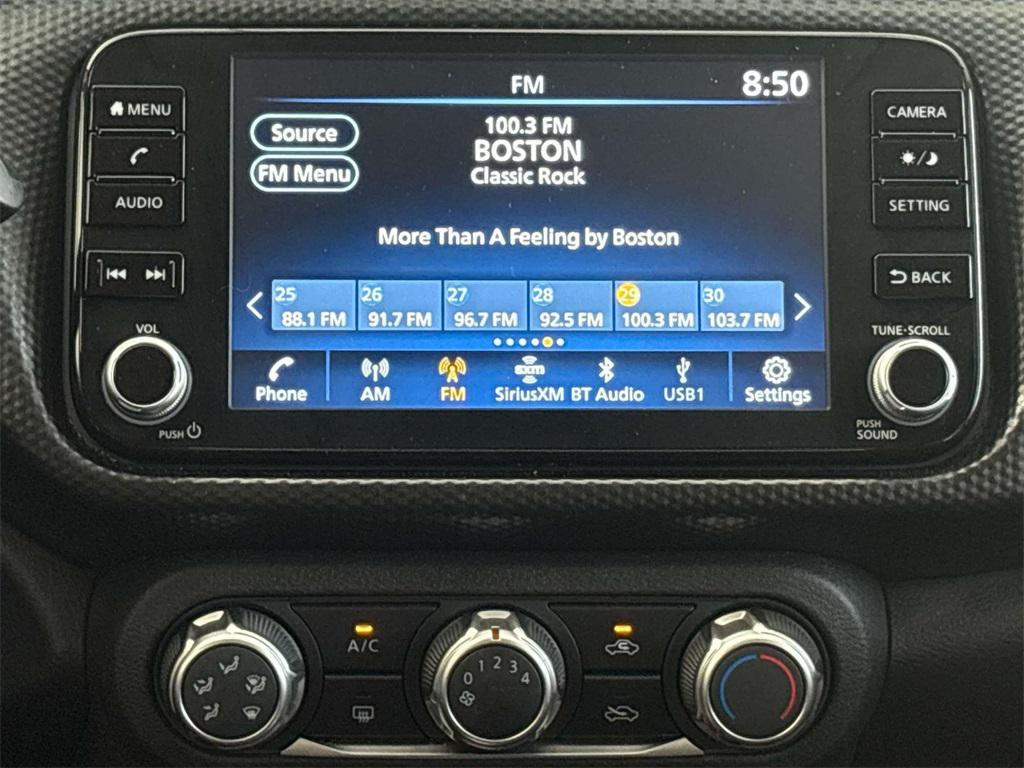 FM
8:50
MENU
AUDIO
VOL
PUSH
Source
FM Menu
100.3 FM
BOSTON
Classic Rock
More Than A Feeling by Boston
25 26 27 28 29 30
88.1 FM 91.7 FM 96.7 FM 92.5 FM 100.3 FM 103.7 FM
sxm
Phone AM FM SiriusXM BT Audio USB1 Settings
CAMERA
SETTING
BACK
TUNE·SCROLL
PUSH
SOUND
A/C
0 1 2 3 4